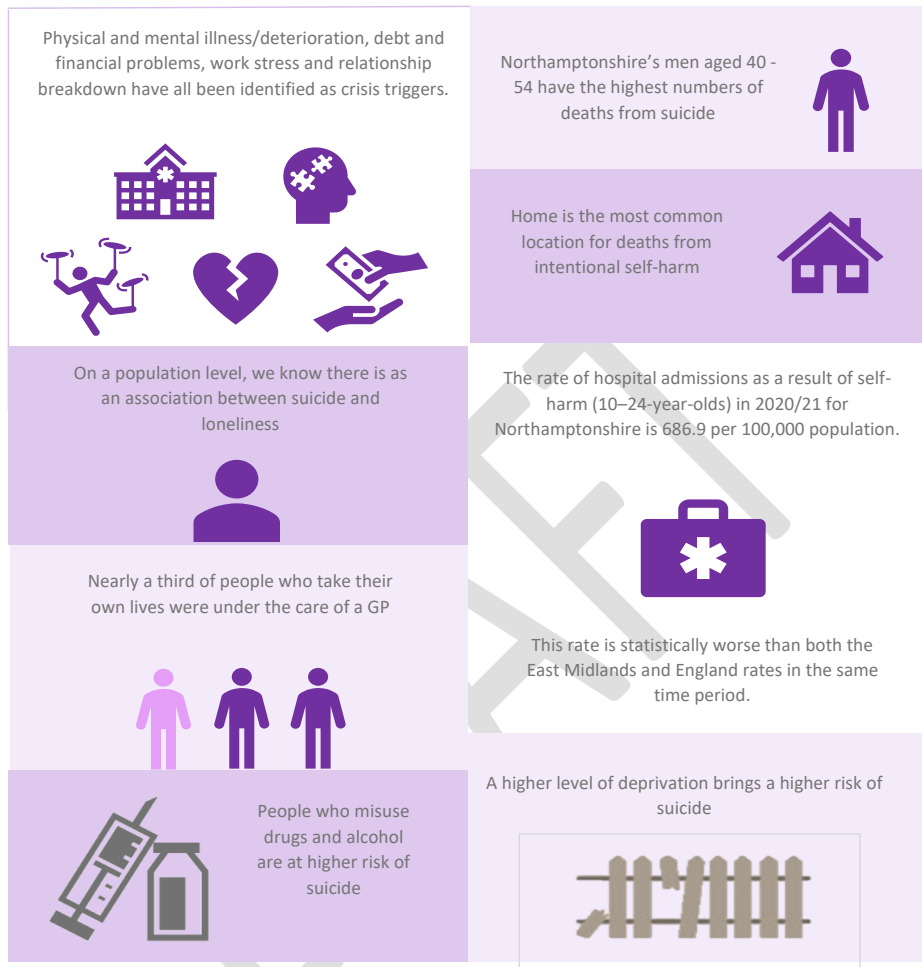 Physical and mental illness/deterioration, debt and
financial problems, work stress and relationship
breakdown have all been identified as crisis triggers.
Northamptonshire's men aged 40 -
54 have the highest numbers of
deaths from suicide
Home is the most common
location for deaths from
intentional self-harm
On a population level, we know there is as
an association between suicide and
loneliness
The rate of hospital admissions as a result of self-
harm (10–24-year-olds) in 2020/21 for
Northamptonshire is 686.9 per 100,000 population.
This rate is statistically worse than both the
East Midlands and England rates in the same
time period.
Nearly a third of people who take their
own lives were under the care of a GP
People who misuse
drugs and alcohol
are at higher risk of
suicide
A higher level of deprivation brings a higher risk of
suicide